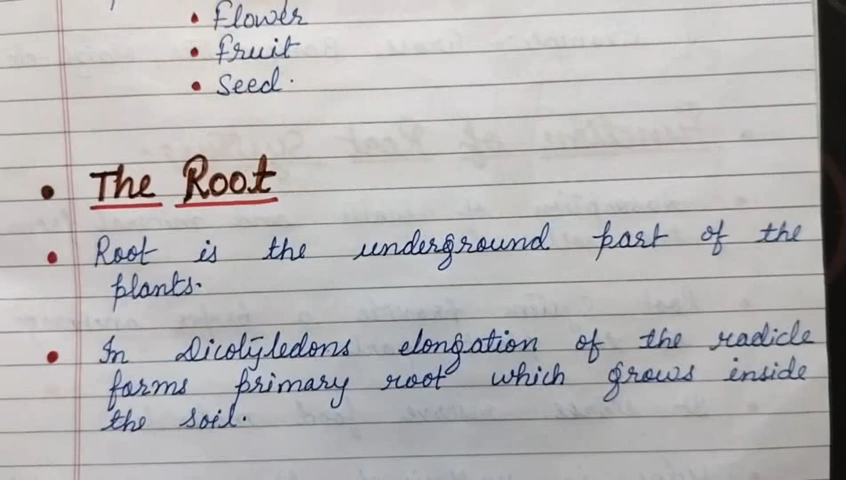 • Flower
• fruit
• Seed.
• The Root
• Root is the underground part of the
plants.
• In Dicotyledons elongation of the radicle
forms primary root which grows inside
the soil.